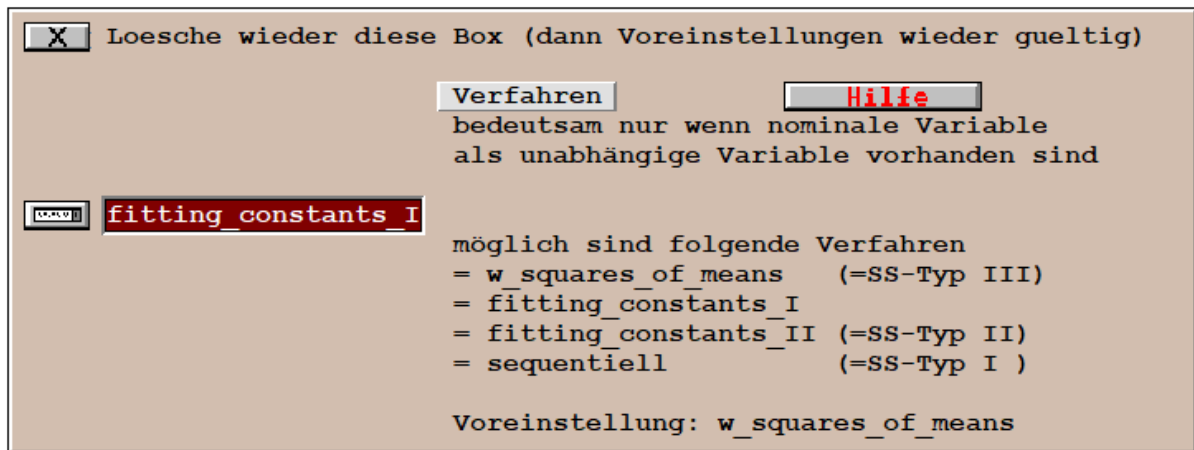 X Loesche wieder diese Box (dann Voreinstellungen wieder gueltig)
Verfahren Hilfe
bedeutsam nur wenn nominale Variable
als unabhängige Variable vorhanden sind
fitting_constants_I
möglich sind folgende Verfahren
= w_squares_of_means (=SS-Typ III)
= fitting_constants_I
= fitting_constants_II (=SS-Typ II)
= sequentiell (=SS-Typ I )
Voreinstellung: w_squares_of_means